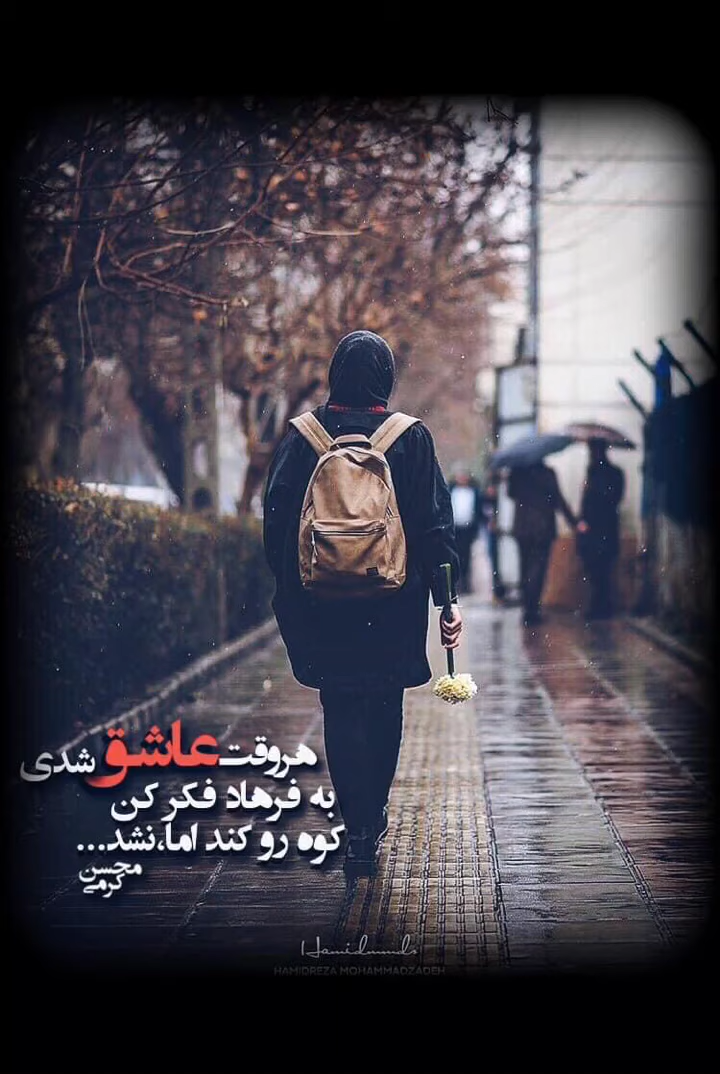 هروقت عاشق شدی
به فرهاد فکر کن
کوه رو کند اما،نشد...
محسن
کرمی
HAMIDREZA MOHAMMADZADEH